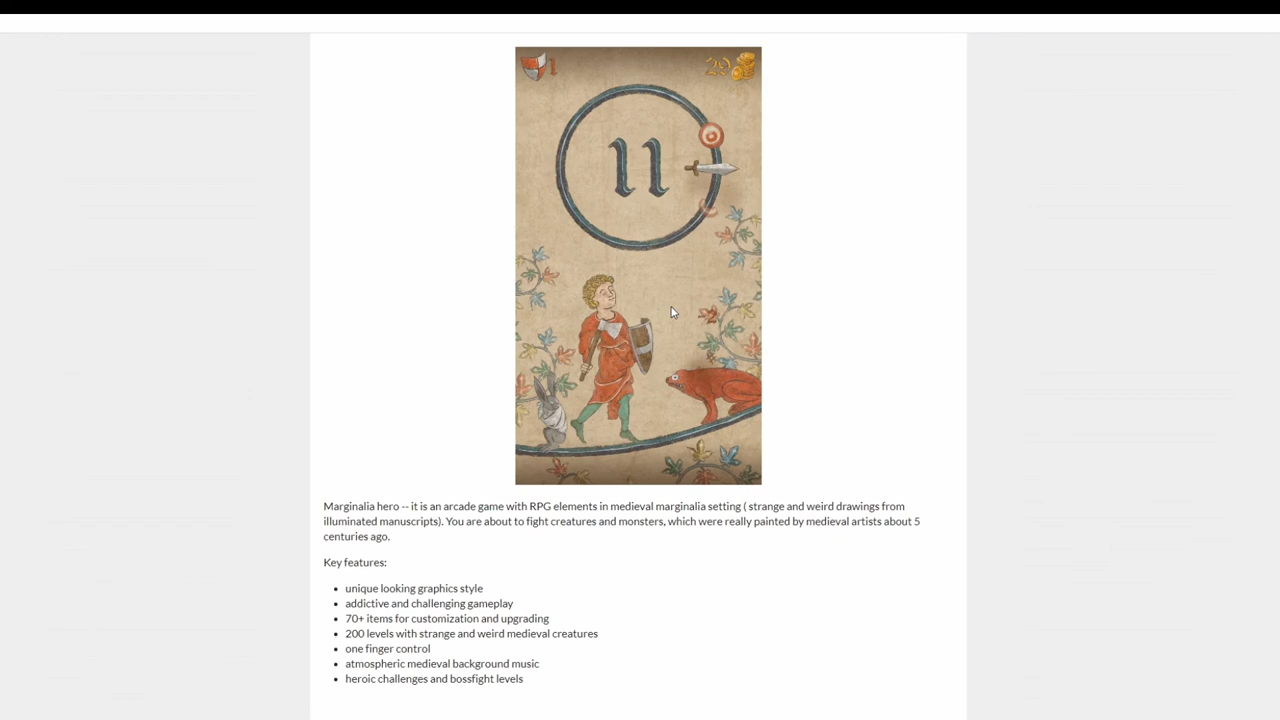 1
29
11
Marginalia hero -- it is an arcade game with RPG elements in medieval marginalia setting ( strange and weird drawings from
illuminated manuscripts). You are about to fight creatures and monsters, which were really painted by medieval artists about 5
centuries ago.
Key features:
• unique looking graphics style
• addictive and challenging gameplay
• 70+ items for customization and upgrading
• 200 levels with strange and weird medieval creatures
• one finger control
• atmospheric medieval background music
• heroic challenges and bossfight levels